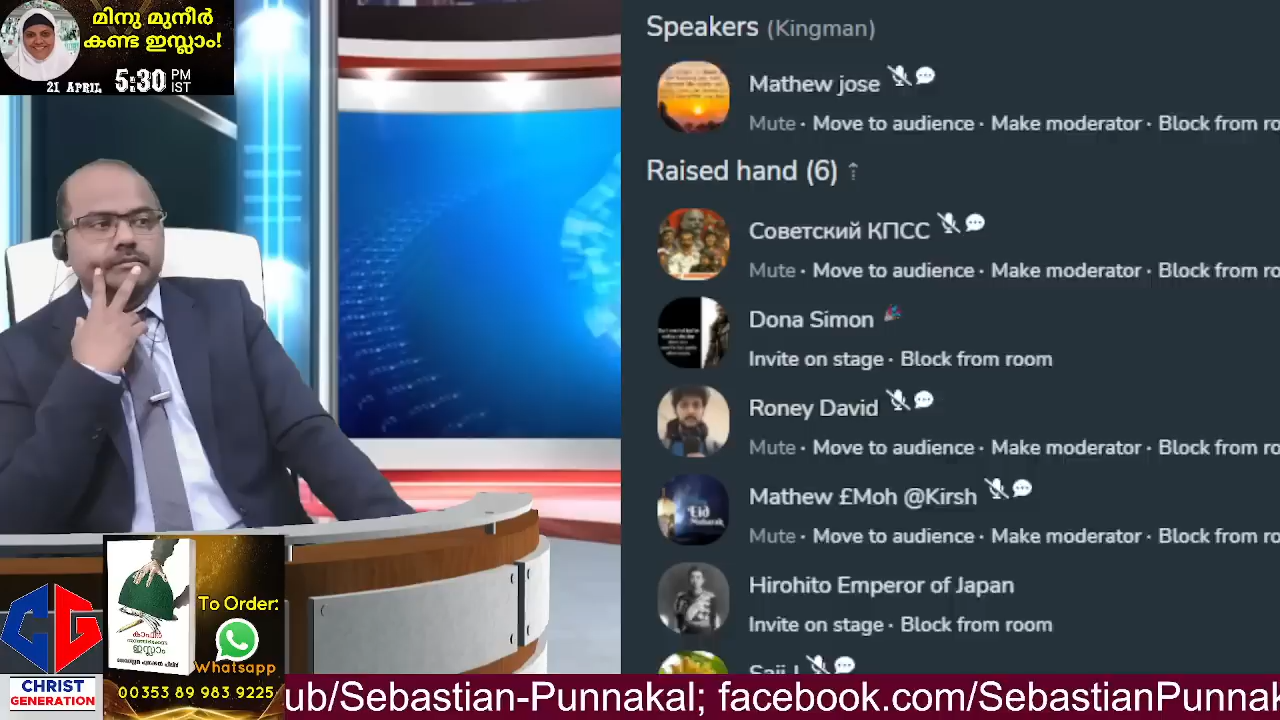 മിനു മുനീർ
കണ്ട ഇസ്ലാം!
21 APRIL 5:30 PM IST
Speakers (Kingman)
Mathew jose
Mute · Move to audience · Make moderator · Block from ro
Raised hand (6)
Советский КПСС
Mute · Move to audience · Make moderator · Block from ro
Dona Simon
Invite on stage · Block from room
Roney David
Mute · Move to audience · Make moderator · Block from ro
Mathew £Moh @Kirsh
Eid
Mubarak
Mute · Move to audience · Make moderator · Block from ro
Hirohito Emperor of Japan
Invite on stage · Block from room
CG
CHRIST
GENERATION
കാഫിർ
ഇസ്ലാം
To Order:
Whatsapp
00353 89 983 9225
ub/Sebastian-Punnakal; facebook.com/SebastianPunnak